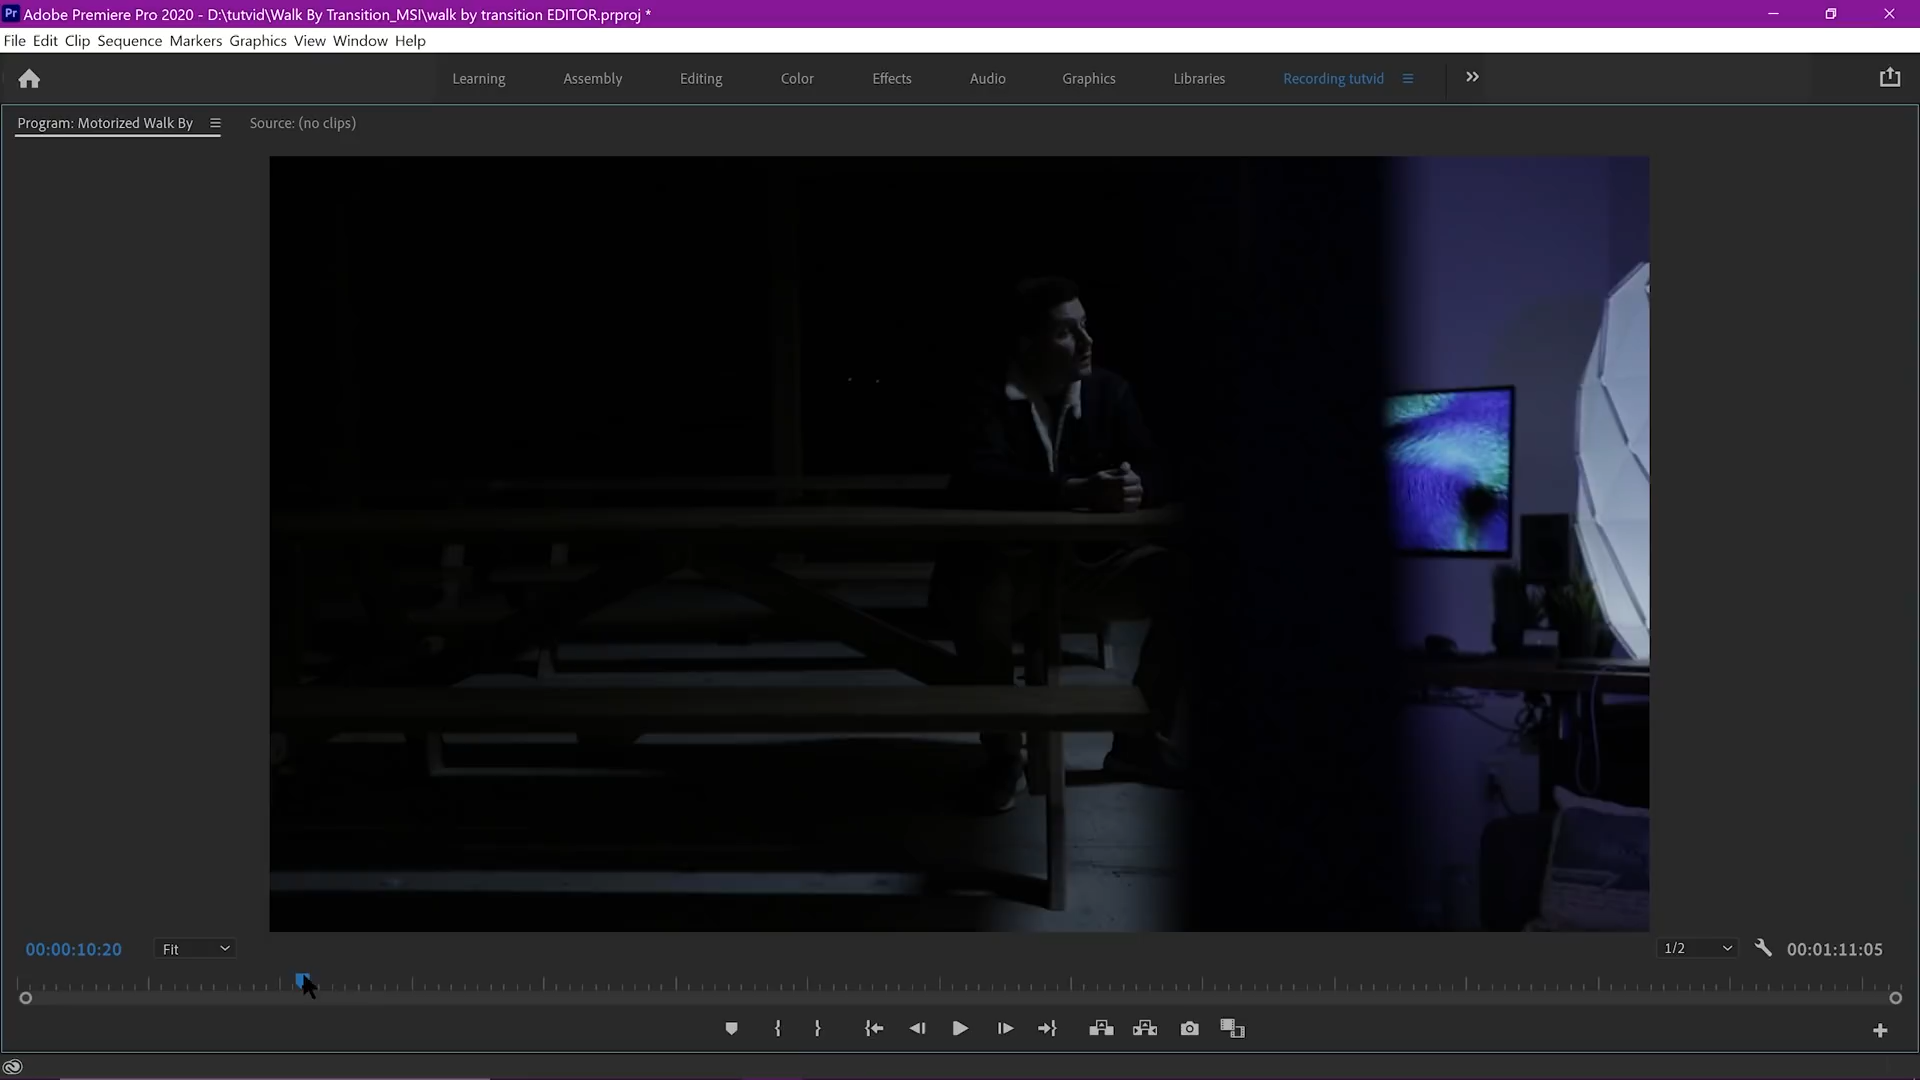 Pr Adobe Premiere Pro 2020 - D:\tutvid\Walk By Transition_MSI\walk by transition EDITOR.prproj *
File Edit Clip Sequence Markers Graphics View Window Help
Learning Assembly Editing Color Effects Audio Graphics Libraries Recording tutvid
Program: Motorized Walk By Source: (no clips)
00:00:10:20 Fit 1/2 00:01:11:05